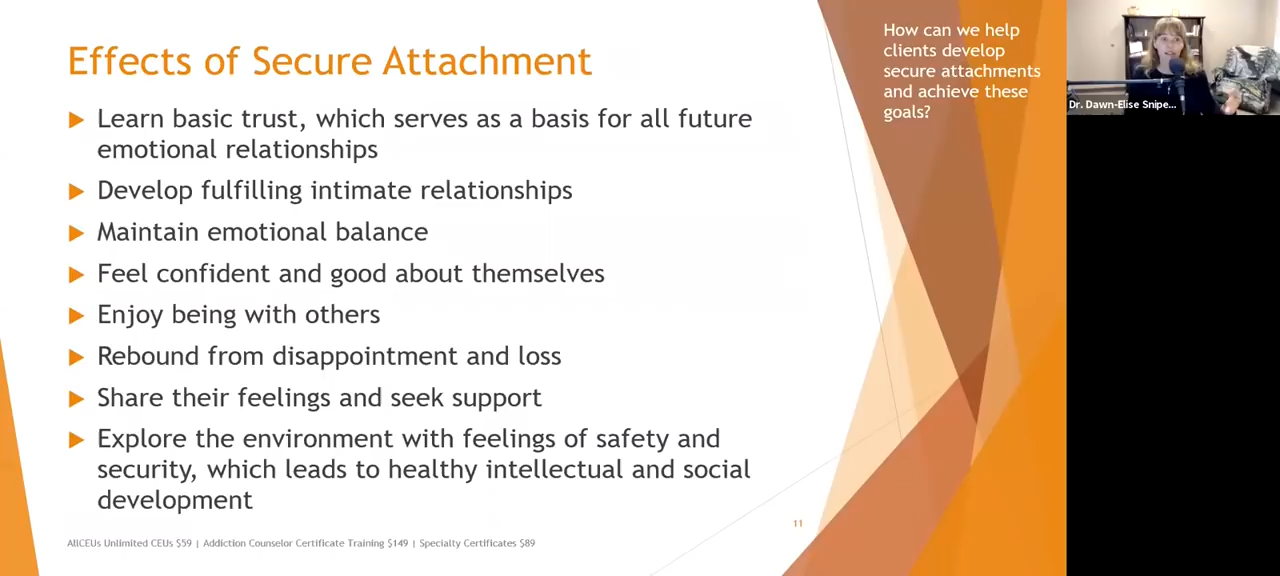 Effects of Secure Attachment
Learn basic trust, which serves as a basis for all future
emotional relationships
Develop fulfilling intimate relationships
Maintain emotional balance
Feel confident and good about themselves
Enjoy being with others
Rebound from disappointment and loss
Share their feelings and seek support
Explore the environment with feelings of safety and
security, which leads to healthy intellectual and social
development
11
AllCEUs Unlimited CEUs $59 | Addiction Counselor Certificate Training $149 | Specialty Certificates $89
How can we help
clients develop
secure attachments
and achieve these
goals?
Dr. Dawn-Elise Snipe...